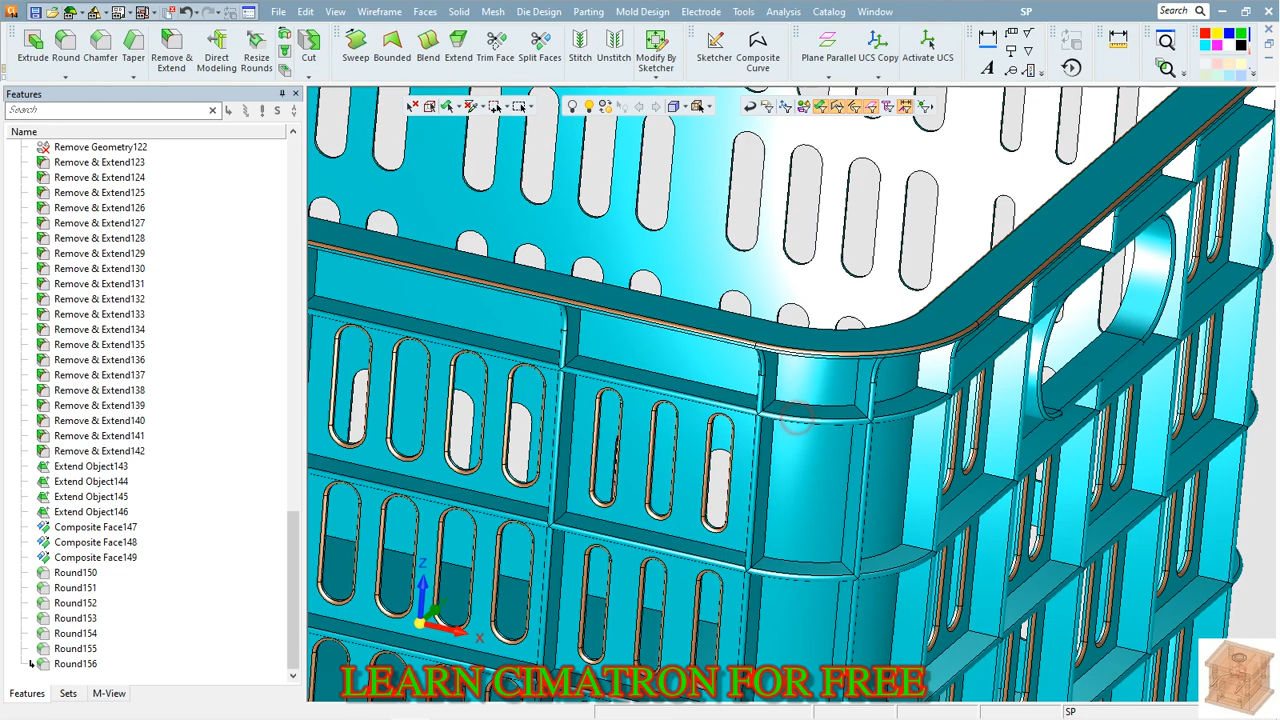 File Edit View Wireframe Faces Solid Mesh Die Design Parting Mold Design Electrode Tools Analysis Catalog Window SP Search
Extrude Round Chamfer Taper Remove & Extend Direct Modeling Resize Rounds Cut Sweep Bounded Blend Extend Trim Face Split Faces Stitch Unstitch Modify By Sketcher Sketcher Composite Curve Plane Parallel UCS Copy Activate UCS
Features
Search
Name
Remove Geometry122
Remove & Extend123
Remove & Extend124
Remove & Extend125
Remove & Extend126
Remove & Extend127
Remove & Extend128
Remove & Extend129
Remove & Extend130
Remove & Extend131
Remove & Extend132
Remove & Extend133
Remove & Extend134
Remove & Extend135
Remove & Extend136
Remove & Extend137
Remove & Extend138
Remove & Extend139
Remove & Extend140
Remove & Extend141
Remove & Extend142
Extend Object143
Extend Object144
Extend Object145
Extend Object146
Composite Face147
Composite Face148
Composite Face149
Round150
Round151
Round152
Round153
Round154
Round155
Round156
Z
X
LEARN CIMATRON FOR FREE
Features Sets M-View
SP